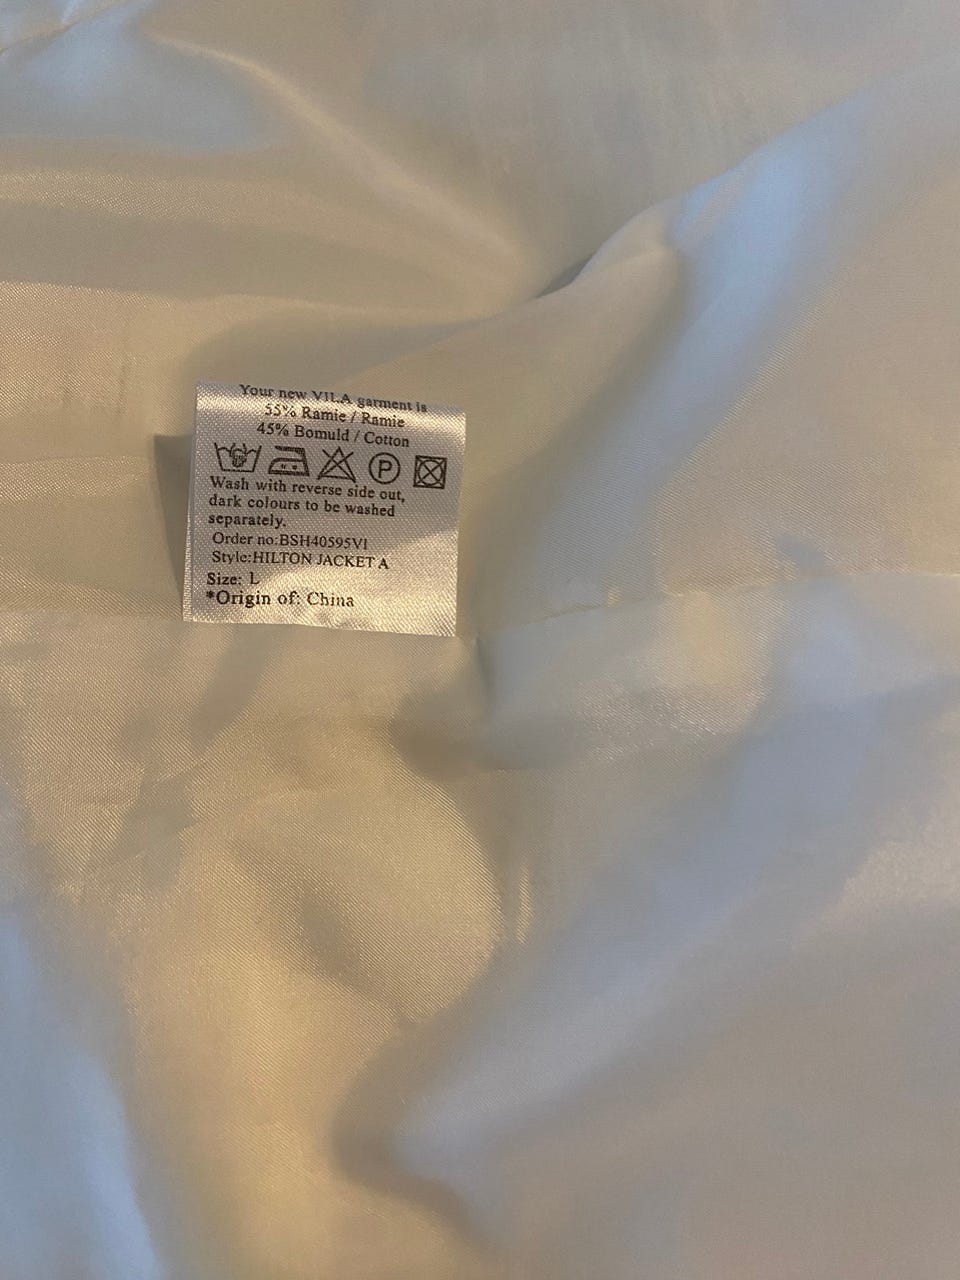 Your new VILA garment is
55% Ramie / Ramie
45% Bomuld / Cotton
P
Wash with reverse side out,
dark colours to be washed
separately.
Order no:BSH40595VI
Style:HILTON JACKET A
Size: L
*Origin of: China